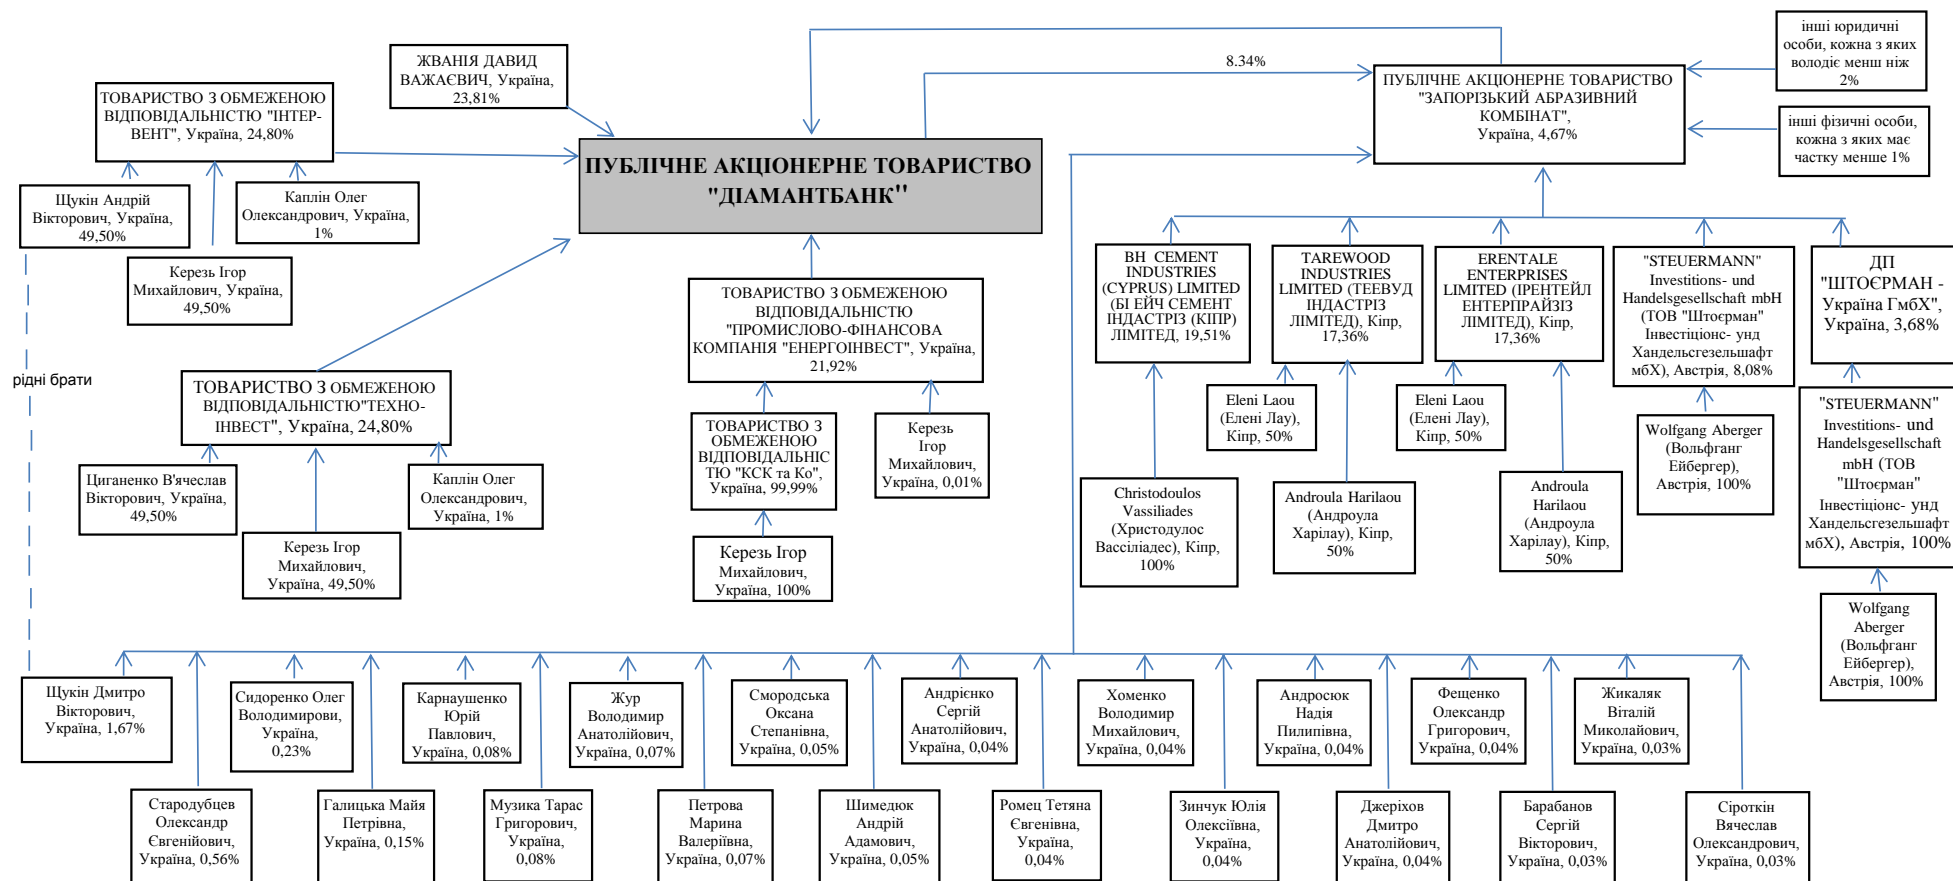 ЖВАНІЯ ДАВИД
ВАЖАЄВИЧ, Україна,
23,81%
8.34%
інші юридичні
особи, кожна з яких
володіє менш ніж
2%
ПУБЛІЧНЕ АКЦІОНЕРНЕ ТОВАРИСТВО
"ЗАПОРІЗЬКИЙ АБРАЗИВНИЙ
КОМБІНАТ",
Україна, 4,67%
інші фізичні особи,
кожна з яких має
частку менше 1%
ТОВАРИСТВО З ОБМЕЖЕНОЮ
ВІДПОВІДАЛЬНІСТЮ "ІНТЕР-
ВЕНТ", Україна, 24,80%
ПУБЛІЧНЕ АКЦІОНЕРНЕ ТОВАРИСТВО
"ДІАМАНТБАНК"
Щукін Андрій
Вікторович, Україна,
49,50%
Каплін Олег
Олександрович, Україна,
1%
Керезь Ігор
Михайлович, Україна,
49,50%
ТОВАРИСТВО З ОБМЕЖЕНОЮ
ВІДПОВІДАЛЬНІСТЮ
"ПРОМИСЛОВО-ФІНАНСОВА
КОМПАНІЯ "ЕНЕРГОІНВЕСТ", Україна,
21,92%
BH CEMENT
INDUSTRIES
(CYPRUS) LIMITED
(БІ ЕЙЧ СЕМЕНТ
ІНДАСТРІЗ (КІПР)
ЛІМІТЕД, 19,51%
TAREWOOD
INDUSTRIES
LIMITED (ТЕЕВУД
ІНДАСТРІЗ
ЛІМІТЕД), Кіпр,
17,36%
ERENTALE
ENTERPRISES
LIMITED (ІРЕНТЕЙЛ
ЕНТЕРПРАЙЗІЗ
ЛІМІТЕД), Кіпр,
17,36%
"STEUERMANN"
Investitions- und
Handelsgesellschaft mbH
(ТОВ "Штоєрман"
Інвестіціонс- унд
Хандельсгезельшафт
мбХ), Австрія, 8,08%
ДП
"ШТОЄРМАН -
Україна ГмбХ",
Україна, 3,68%
рідні брати
ТОВАРИСТВО З ОБМЕЖЕНОЮ
ВІДПОВІДАЛЬНІСТЮ"ТЕХНО-
ІНВЕСТ", Україна, 24,80%
Циганенко В'ячеслав
Вікторович, Україна,
49,50%
Керезь Ігор
Михайлович,
Україна, 49,50%
Каплін Олег
Олександрович,
Україна, 1%
ТОВАРИСТВО З
ОБМЕЖЕНОЮ
ВІДПОВІДАЛЬНІС
ТЮ "КСК та Ко",
Україна, 99,99%
Керезь
Ігор
Михайлович,
Україна, 0,01%
Керезь Ігор
Михайлович,
Україна, 100%
Christodoulos
Vassiliades
(Христодулос
Вассіліадес), Кіпр,
100%
Eleni Laou
(Елені Лау),
Кіпр, 50%
Androula Harilaou
(Андроула
Харілау), Кіпр,
50%
Eleni Laou
(Елені Лау),
Кіпр, 50%
Androula
Harilaou
(Андроула
Харілау), Кіпр,
50%
Wolfgang Aberger
(Вольфганг
Ейбергер),
Австрія, 100%
"STEUERMANN"
Investitions- und
Handelsgesellschaft
mbH (ТОВ
"Штоєрман"
Інвестіціонс- унд
Хандельсгезельшафт
мбХ), Австрія, 100%
Wolfgang
Aberger
(Вольфганг
Ейбергер),
Австрія, 100%
Щукін Дмитро
Вікторович,
Україна, 1,67%
Сидоренко Олег
Володимирови,
Україна,
0,23%
Карнаушенко
Юрій
Павлович,
Україна, 0,08%
Жур
Володимир
Анатолійович,
Україна, 0,07%
Смородська
Оксана
Степанівна,
Україна, 0,05%
Андрієнко
Сергій
Анатолійович,
Україна, 0,04%
Хоменко
Володимир
Михайлович,
Україна, 0,04%
Андросюк
Надія
Пилипівна,
Україна, 0,04%
Фещенко
Олександр
Григорович,
Україна, 0,04%
Жикаляк
Віталій
Миколайович,
Україна, 0,03%
Стародубцев
Олександр
Євгенійович,
Україна, 0,56%
Галицька Майя
Петрівна,
Україна, 0,15%
Музика Тарас
Григорович,
Україна,
0,08%
Петрова
Марина
Валеріївна,
Україна, 0,07%
Шимедюк
Андрій
Адамович,
Україна, 0,05%
Ромец Тетяна
Євгенівна,
Україна,
0,04%
Зинчук Юлія
Олексіївна,
Україна,
0,04%
Джеріхов
Дмитро
Анатолійович,
Україна, 0,04%
Барабанов
Сергій
Вікторович,
Україна, 0,03%
Сіроткін
Вячеслав
Олександрович,
Україна, 0,03%